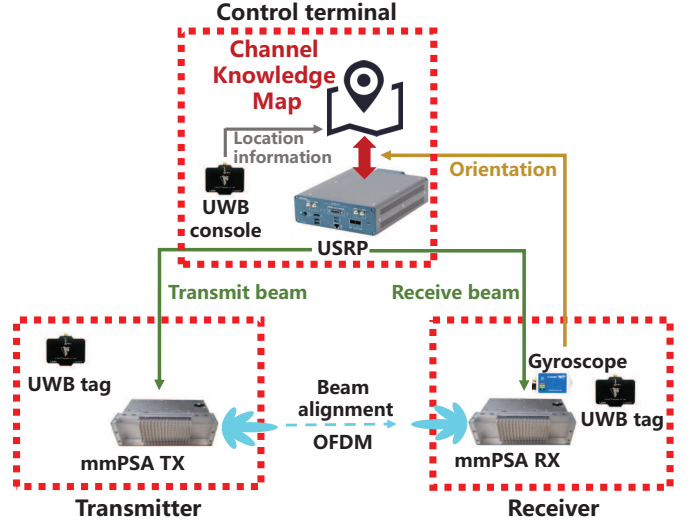 Control terminal
Channel
Knowledge
Map
Location
information
Orientation
UWB
console
USRP
Transmit beam
Receive beam
UWB tag
Gyroscope
Beam
alignment
OFDM
UWB tag
mmPSA TX
mmPSA RX
Transmitter
Receiver